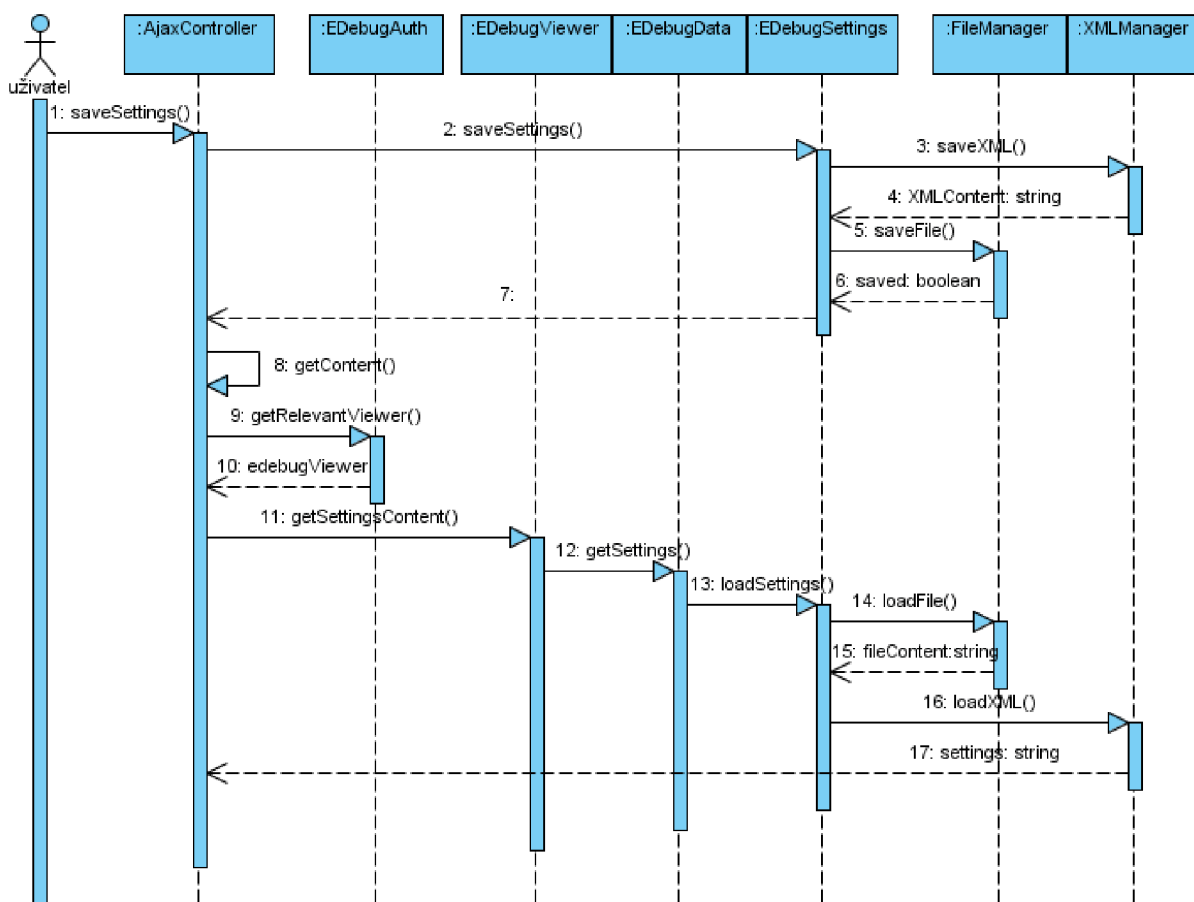 :AjaxController
:EDebugAuth
:EDebugViewer
:EDebugData
:EDebugSettings
:FileManager
:XMLManager
uživatel
1: saveSettings()
2: saveSettings()
3: saveXML()
4: XMLContent: string
5: saveFile()
6: saved: boolean
7:
8: getContent()
9: getRelevantViewer()
10: edebugViewer
11: getSettingsContent()
12: getSettings()
13: loadSettings()
14: loadFile()
15: fileContent:string
16: loadXML()
17: settings: string